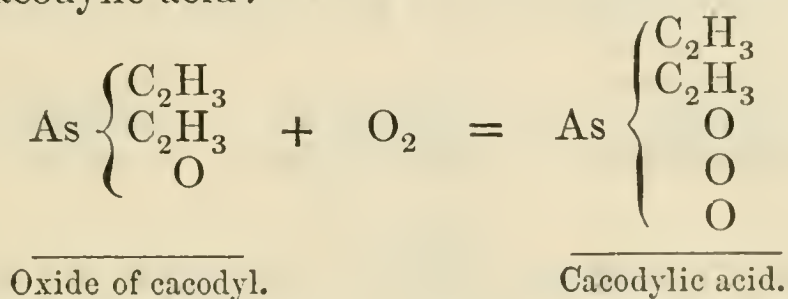 cacodylic acid:
As { C₂H₃ C₂H₃ O + O₂ = As { C₂H₃ C₂H₃ O O O
Oxide of cacodyl. Cacodylic acid.